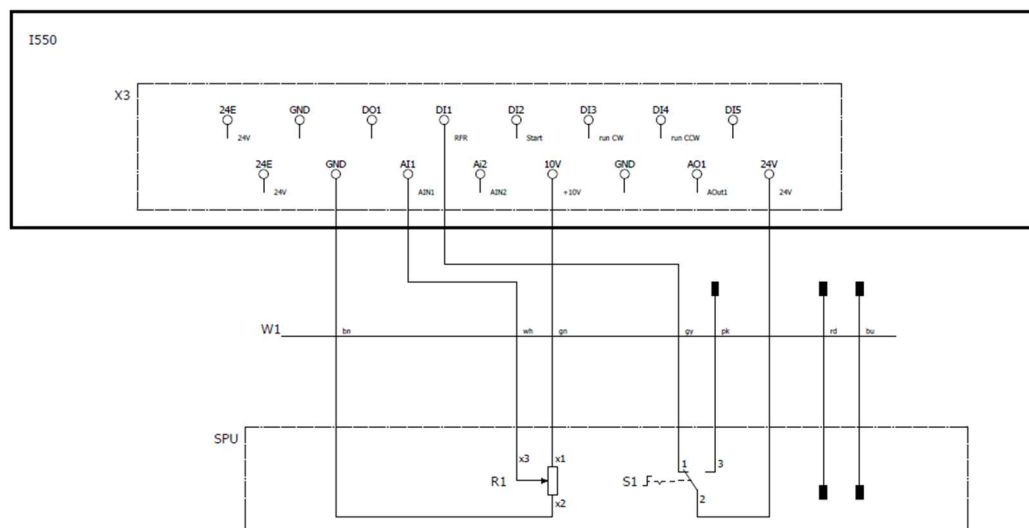 I550
X3
24E GND DO1 DI1 DI2 DI3 DI4 DI5
24V RFR Start run CW run CCW
24E GND AI1 Ai2 10V GND AO1 24V
24V AIN1 AIN2 +10V AOut1 24V
W1 bn wh gn gy pk rd bu
SPU
x3 x1 1 3
R1 S1
x2 2